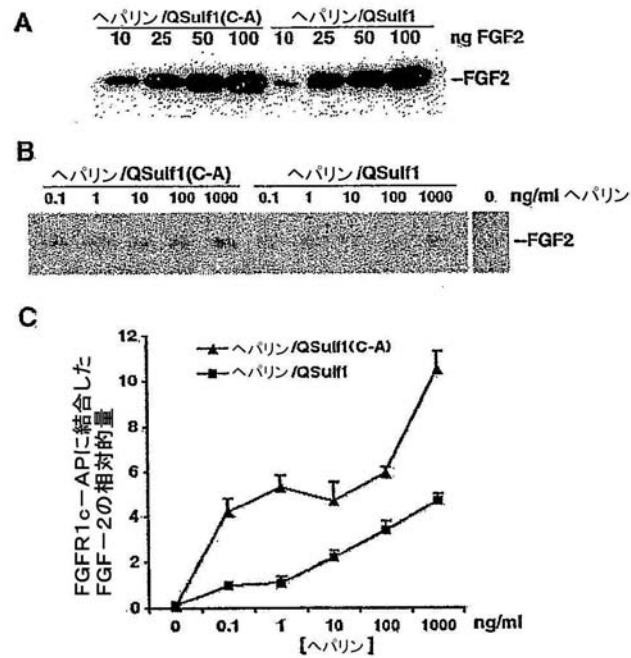 A
ヘパリン/QSulf1(C-A) ヘパリン/QSulf1
10 25 50 100 10 25 50 100 ng FGF2
–FGF2
B
ヘパリン/QSulf1(C-A) ヘパリン/QSulf1
0.1 1 10 100 1000 0.1 1 10 100 1000 0 ng/ml ヘパリン
–FGF2
C
FGFR1c−APに結合した
FGF−2の相対的量
12
10
8
6
4
2
0
ヘパリン/QSulf1(C-A)
ヘパリン/QSulf1
0 0.1 1 10 100 1000 ng/ml
[ヘパリン]